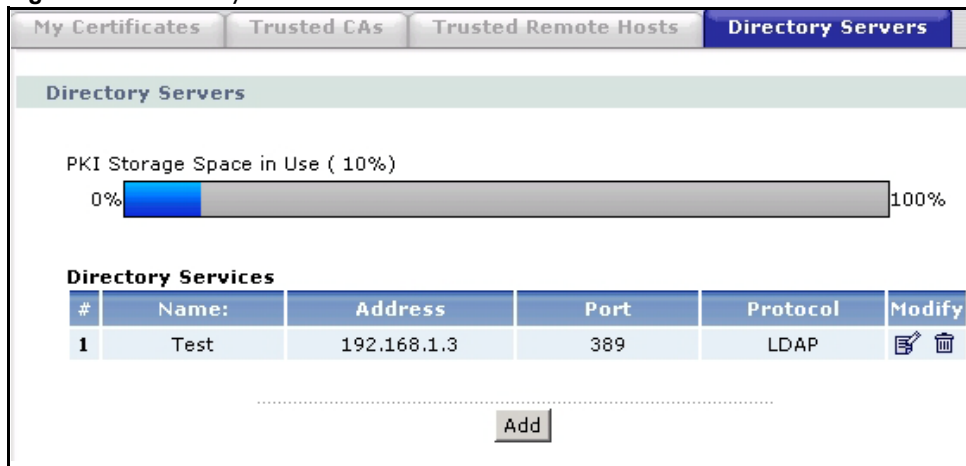 My Certificates Trusted CAs Trusted Remote Hosts Directory Servers
Directory Servers
PKI Storage Space in Use ( 10%)
0% 100%
Directory Services
# Name: Address Port Protocol Modify
1 Test 192.168.1.3 389 LDAP
Add